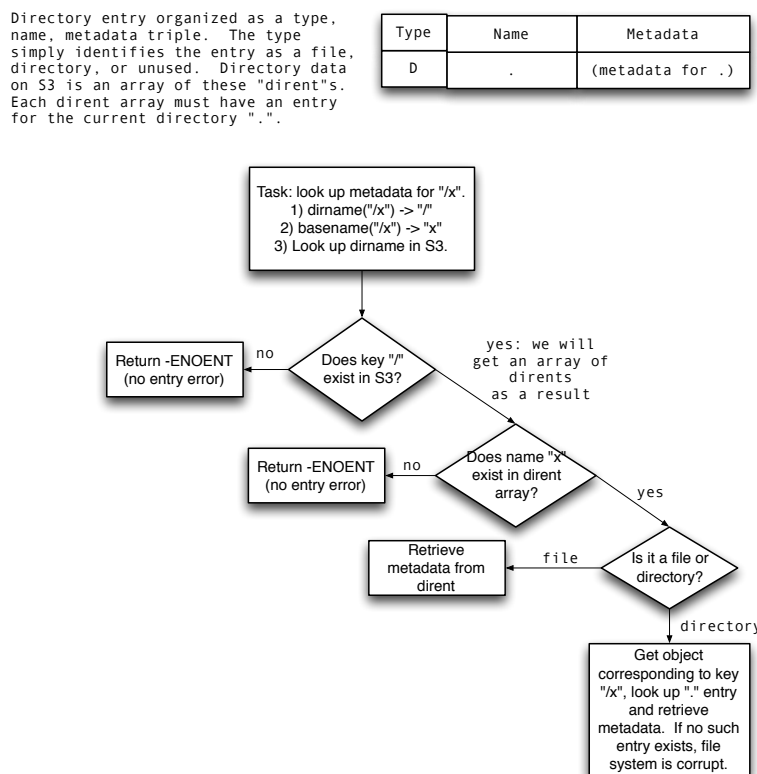 Directory entry organized as a type,
name, metadata triple.  The type
simply identifies the entry as a file,
directory, or unused.  Directory data
on S3 is an array of these "dirent"s.
Each dirent array must have an entry
for the current directory ".".
Type Name Metadata
D . (metadata for .)
Task: look up metadata for "/x".
1) dirname("/x") -> "/"
2) basename("/x") -> "x"
3) Look up dirname in S3.
Does key "/"
exist in S3?
no
Return -ENOENT
(no entry error)
yes: we will
get an array of
dirents
as a result
Does name "x"
exist in dirent
array?
no
Return -ENOENT
(no entry error)
yes
Is it a file or
directory?
file
Retrieve
metadata from
dirent
directory
Get object
corresponding to key
"/x", look up "." entry
and retrieve
metadata.  If no such
entry exists, file
system is corrupt.